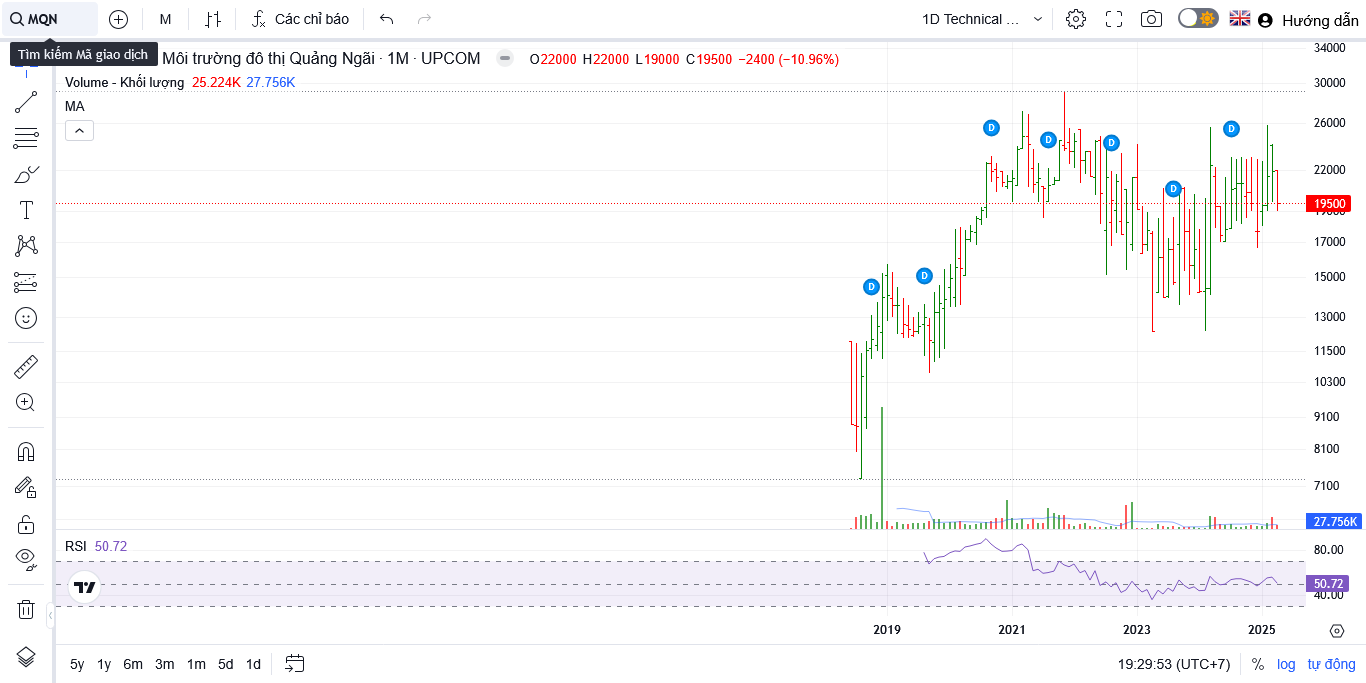 MQN
M
Các chỉ báo
1D Technical ...
Hướng dẫn
Tìm kiếm Mã giao dịch
Môi trường đô thị Quảng Ngãi · 1M · UPCOM
O22000 H22000 L19000 C19500 −2400 (−10.96%)
Volume - Khối lượng 25.224K 27.756K
MA
34000
30000
26000
22000
19500
19000
17000
15000
13000
11500
10300
9100
8100
7100
27.756K
D
D
D
D
D
D
D
RSI 50.72
80.00
50.72
40.00
2019
2021
2023
2025
5y 1y 6m 3m 1m 5d 1d
19:29:53 (UTC+7)
%
log
tự động